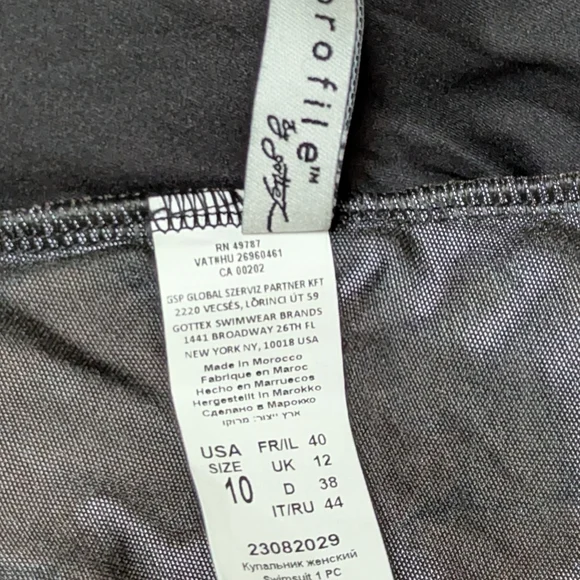 profile™
By gottex
RN 49787
VAT#HU 26960461
CA 00202
GSP GLOBAL SZERVIZ PARTNER KFT
2220 VECSÉS, LŐRINCI ÚT 59
GOTTEX SWIMWEAR BRANDS
1441 BROADWAY 26TH FL
NEW YORK NY, 10018 USA
Made in Morocco
Fabrique en Maroc
Hecho en Marruecos
Hergestellt in Marokko
Сделано в Марокко
ארץ ייצור: מרוקו
USA SIZE 10
FR/IL 40
UK 12
D 38
IT/RU 44
23082029
Купальник женский
Swimsuit 1 PC